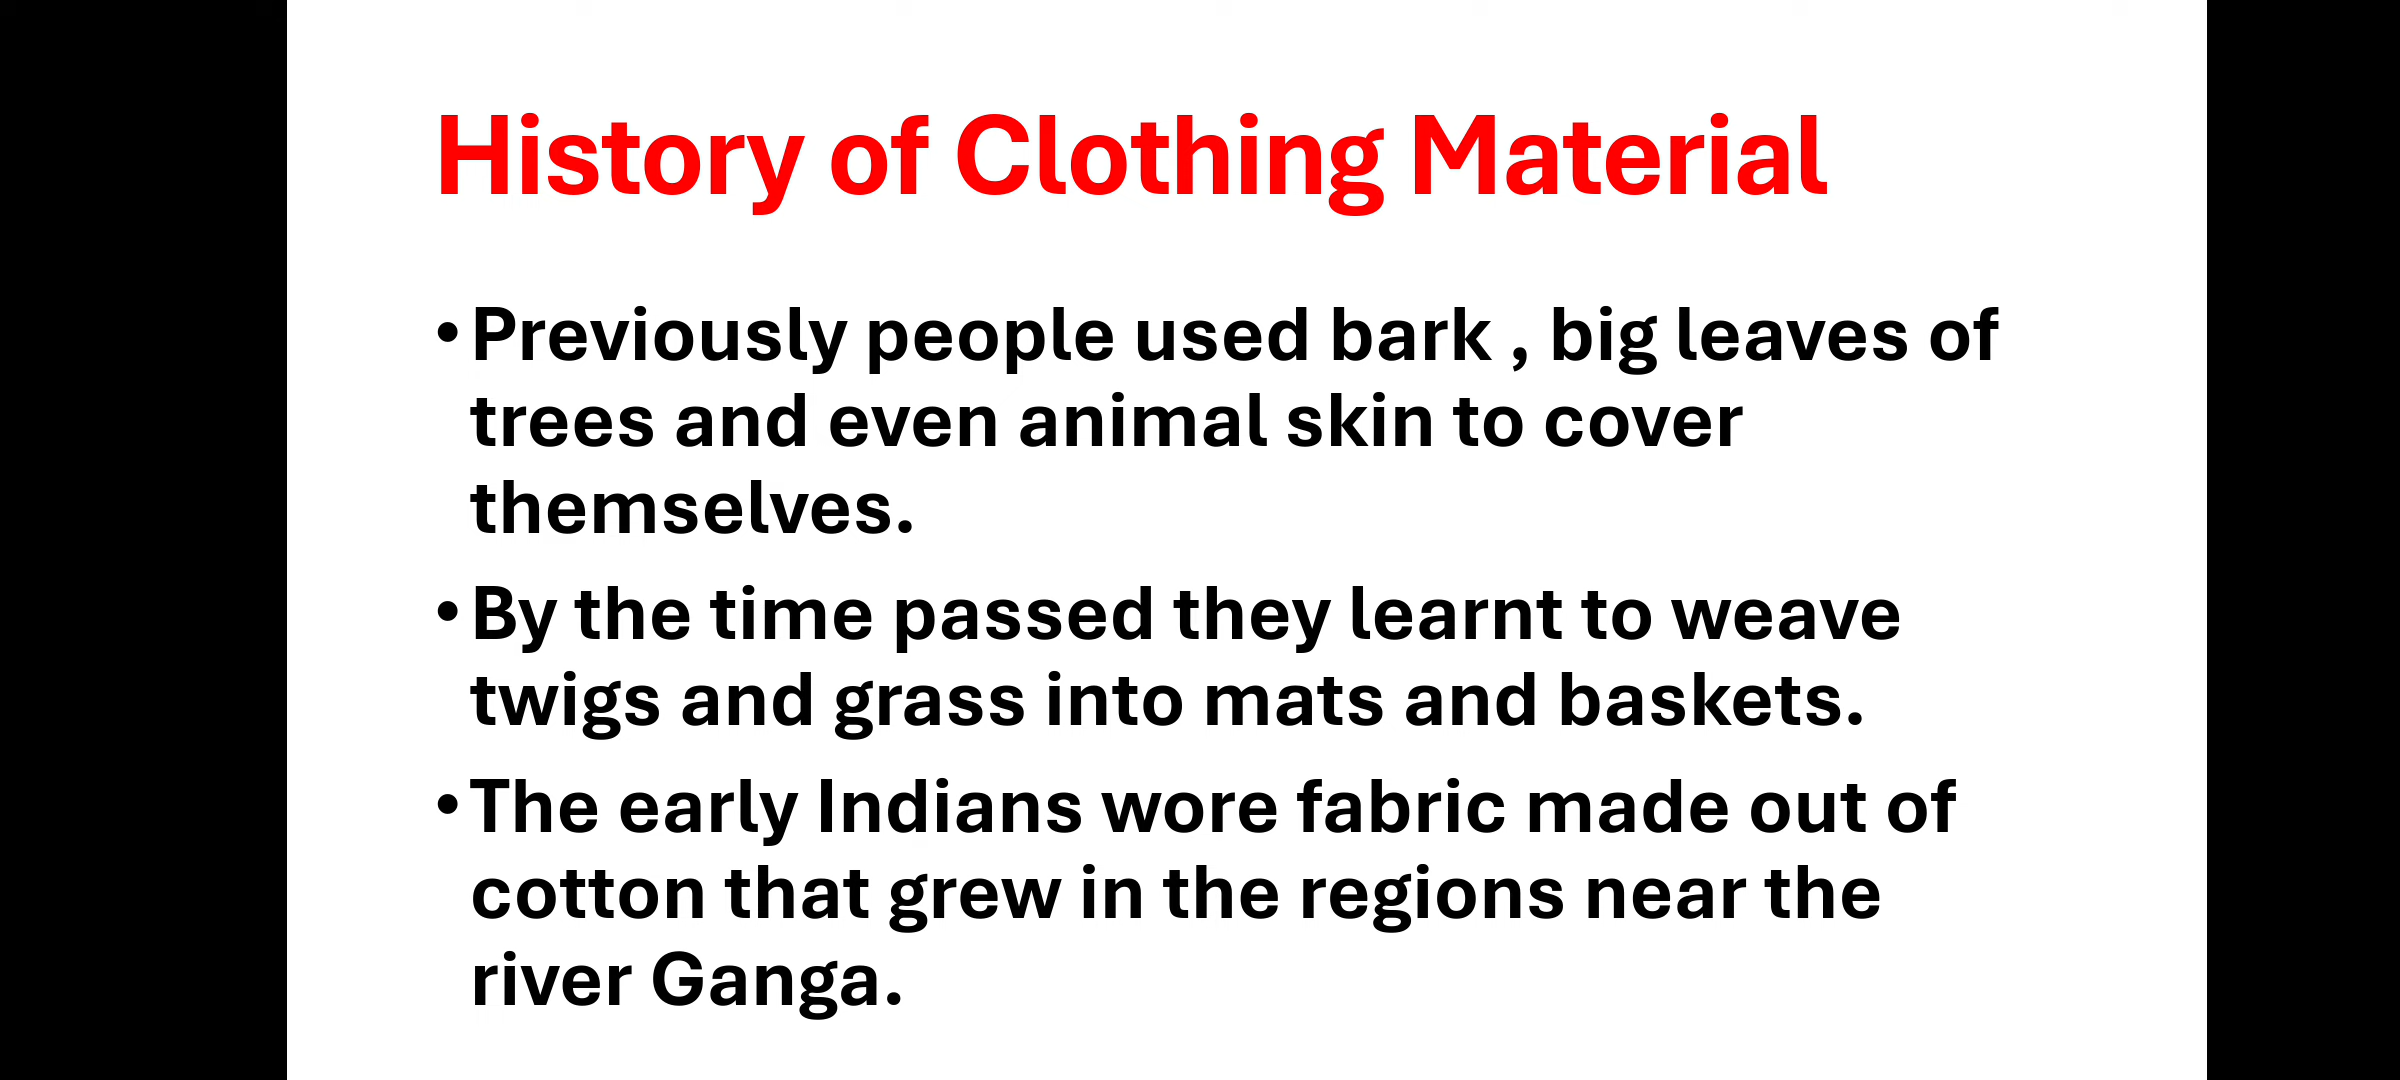 History of Clothing Material
•Previously people used bark , big leaves of
trees and even animal skin to cover
themselves.
•By the time passed they learnt to weave
twigs and grass into mats and baskets.
•The early Indians wore fabric made out of
cotton that grew in the regions near the
river Ganga.